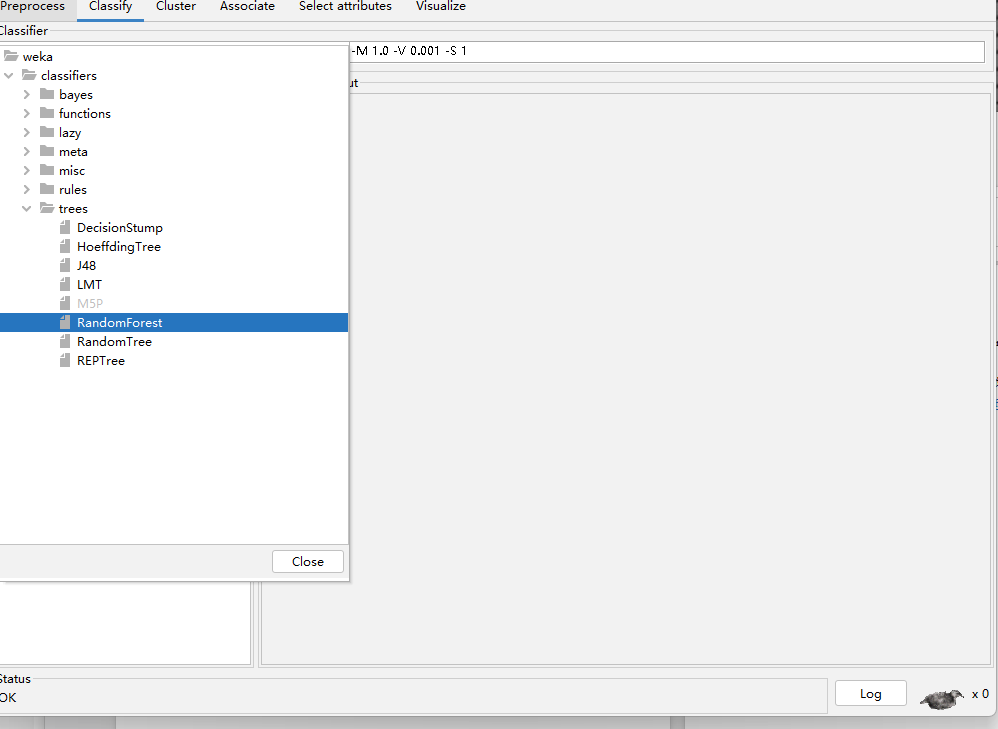 Preprocess Classify Cluster Associate Select attributes Visualize
Classifier
-M 1.0 -V 0.001 -S 1
weka
classifiers
bayes
functions
lazy
meta
misc
rules
trees
DecisionStump
HoeffdingTree
J48
LMT
M5P
RandomForest
RandomTree
REPTree
Close
Status
OK
Log
x 0